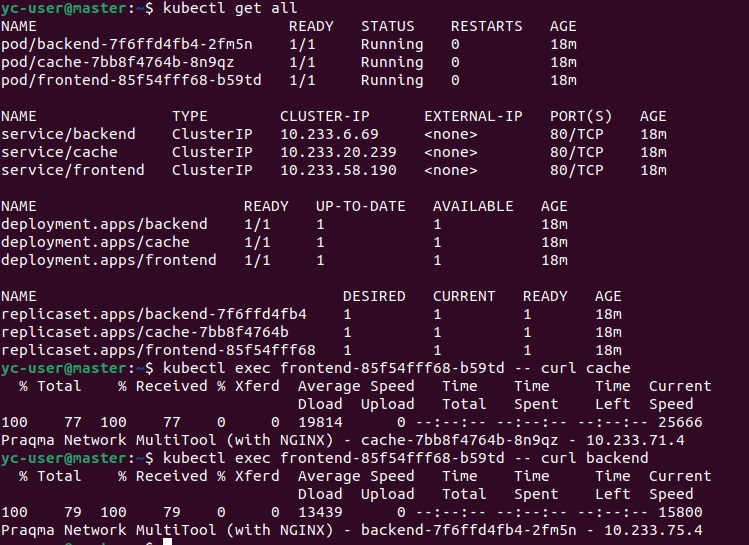 yc-user@master:~$ kubectl get all
NAME                            READY   STATUS    RESTARTS   AGE
pod/backend-7f6ffd4fb4-2fm5n    1/1     Running   0          18m
pod/cache-7bb8f4764b-8n9qz      1/1     Running   0          18m
pod/frontend-85f54fff68-b59td   1/1     Running   0          18m

NAME               TYPE        CLUSTER-IP      EXTERNAL-IP   PORT(S)   AGE
service/backend    ClusterIP   10.233.6.69     <none>        80/TCP    18m
service/cache      ClusterIP   10.233.20.239   <none>        80/TCP    18m
service/frontend   ClusterIP   10.233.58.190   <none>        80/TCP    18m

NAME                       READY   UP-TO-DATE   AVAILABLE   AGE
deployment.apps/backend    1/1     1            1           18m
deployment.apps/cache      1/1     1            1           18m
deployment.apps/frontend   1/1     1            1           18m

NAME                                  DESIRED   CURRENT   READY   AGE
replicaset.apps/backend-7f6ffd4fb4    1         1         1       18m
replicaset.apps/cache-7bb8f4764b      1         1         1       18m
replicaset.apps/frontend-85f54fff68   1         1         1       18m
yc-user@master:~$ kubectl exec frontend-85f54fff68-b59td -- curl cache
  % Total    % Received % Xferd  Average Speed   Time    Time     Time  Current
                                 Dload  Upload   Total   Spent    Left  Speed
100    77  100    77    0     0  19814      0 --:--:-- --:--:-- --:--:-- 25666
Praqma Network MultiTool (with NGINX) - cache-7bb8f4764b-8n9qz - 10.233.71.4
yc-user@master:~$ kubectl exec frontend-85f54fff68-b59td -- curl backend
  % Total    % Received % Xferd  Average Speed   Time    Time     Time  Current
                                 Dload  Upload   Total   Spent    Left  Speed
100    79  100    79    0     0  13439      0 --:--:-- --:--:-- --:--:-- 15800
Praqma Network MultiTool (with NGINX) - backend-7f6ffd4fb4-2fm5n - 10.233.75.4
yc-user@master:~$